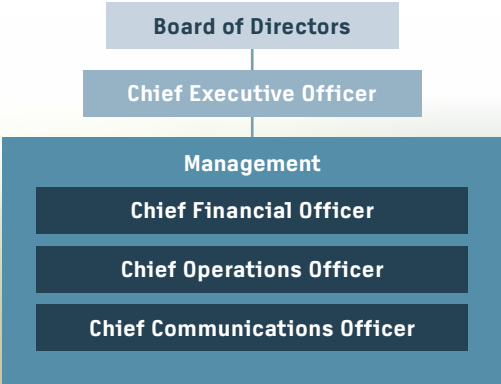 Board of Directors
Chief Executive Officer
Management
Chief Financial Officer
Chief Operations Officer
Chief Communications Officer